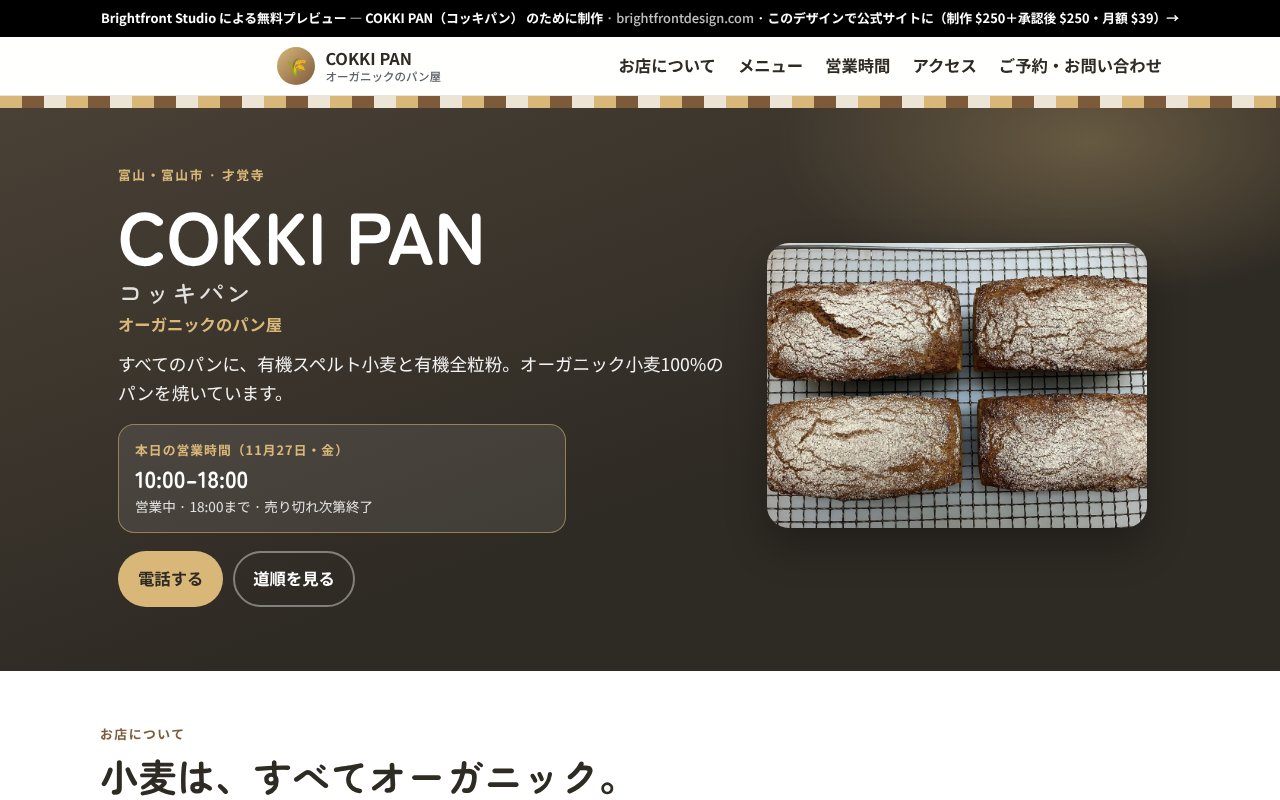 Brightfront Studio による無料プレビュー — COKKI PAN（コッキパン） のために制作 · brightfrontdesign.com · このデザインで公式サイトに（制作 $250＋承認後 $250・月額 $39）→
COKKI PAN
オーガニックのパン屋
お店について メニュー 営業時間 アクセス ご予約・お問い合わせ
富山・富山市 · 才覚寺
COKKI PAN
コッキパン
オーガニックのパン屋
すべてのパンに、有機スペルト小麦と有機全粒粉。オーガニック小麦100%の
パンを焼いています。
本日の営業時間（11月27日・金）
10:00–18:00
営業中 · 18:00まで · 売り切れ次第終了
電話する 道順を見る
お店について
小麦は、すべてオーガニック。